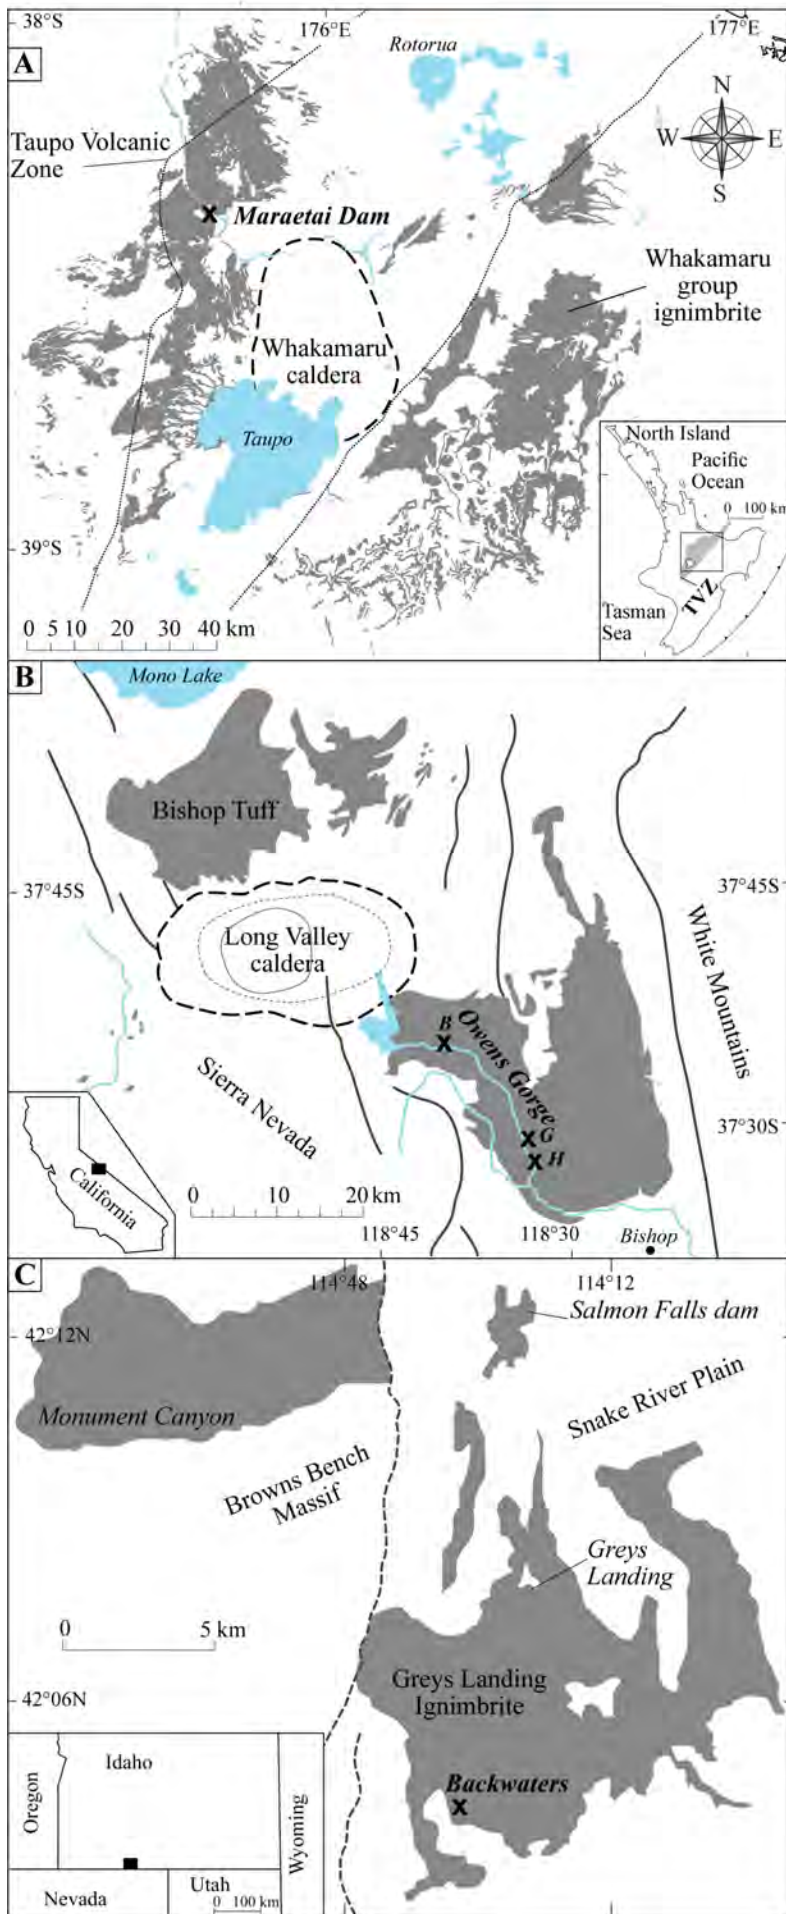 38°S
176°E
177°E
A
Rotorua
N
W
E
S
Taupo Volcanic
Zone
X Maraetai Dam
Whakamaru
group
ignimbrite
Whakamaru
caldera
Taupo
North Island
Pacific
Ocean
0 100 km
TVZ
Tasman
Sea
39°S
0 5 10 20 30 40 km
B
Mono Lake
Bishop Tuff
37°45S
37°45S
Long Valley
caldera
White Mountains
B
X
Owens Gorge
Sierra Nevada
X G
X H
37°30S
California
0 10 20 km
118°45
118°30
Bishop
C
114°48
114°12
Salmon Falls dam
42°12N
Monument Canyon
Snake River Plain
Browns Bench
Massif
Greys
Landing
0 5 km
Greys Landing
Ignimbrite
42°06N
Backwaters
X
Oregon
Idaho
Wyoming
Nevada
Utah
0 100 km